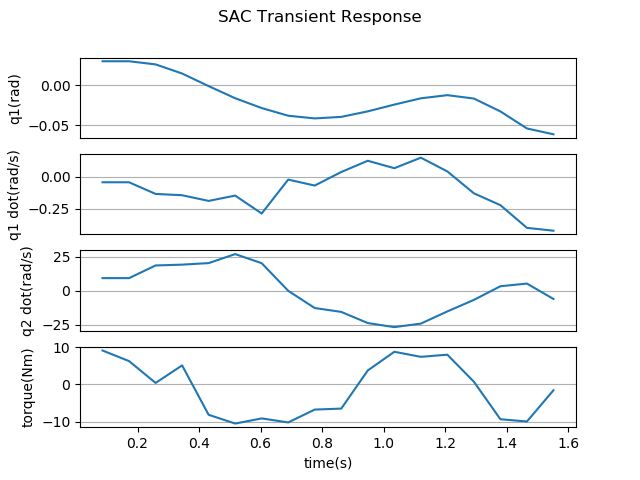 SAC Transient Response
q1(rad)
0.00
−0.05
q1 dot(rad/s)
0.00
−0.25
q2 dot(rad/s)
25
0
−25
torque(Nm)
10
0
−10
0.2 0.4 0.6 0.8 1.0 1.2 1.4 1.6
time(s)